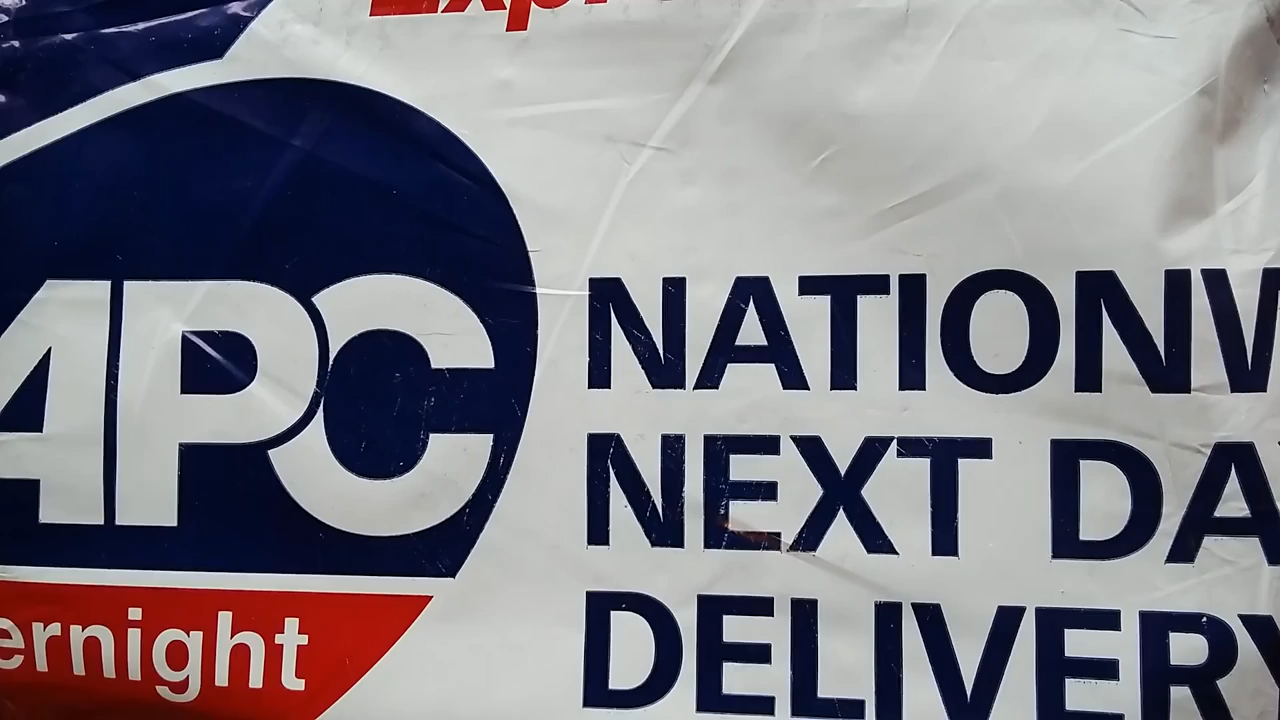 APC
ernight
NATIONW
NEXT DA
DELIVERY